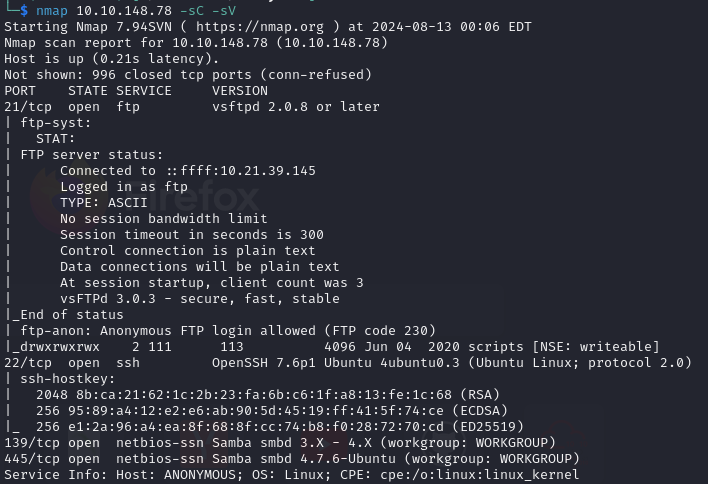 $ nmap 10.10.148.78 -sC -sV
Starting Nmap 7.94SVN ( https://nmap.org ) at 2024-08-13 00:06 EDT
Nmap scan report for 10.10.148.78 (10.10.148.78)
Host is up (0.21s latency).
Not shown: 996 closed tcp ports (conn-refused)
PORT    STATE SERVICE     VERSION
21/tcp  open  ftp         vsftpd 2.0.8 or later
| ftp-syst:
|   STAT:
| FTP server status:
|      Connected to ::ffff:10.21.39.145
|      Logged in as ftp
|      TYPE: ASCII
|      No session bandwidth limit
|      Session timeout in seconds is 300
|      Control connection is plain text
|      Data connections will be plain text
|      At session startup, client count was 3
|      vsFTPd 3.0.3 - secure, fast, stable
|_End of status
| ftp-anon: Anonymous FTP login allowed (FTP code 230)
|_drwxrwxrwx    2 111      113          4096 Jun 04  2020 scripts [NSE: writeable]
22/tcp  open  ssh         OpenSSH 7.6p1 Ubuntu 4ubuntu0.3 (Ubuntu Linux; protocol 2.0)
| ssh-hostkey:
|   2048 8b:ca:21:62:1c:2b:23:fa:6b:c6:1f:a8:13:fe:1c:68 (RSA)
|   256 95:89:a4:12:e2:e6:ab:90:5d:45:19:ff:41:5f:74:ce (ECDSA)
|_  256 e1:2a:96:a4:ea:8f:68:8f:cc:74:b8:f0:28:72:70:cd (ED25519)
139/tcp open  netbios-ssn Samba smbd 3.X - 4.X (workgroup: WORKGROUP)
445/tcp open  netbios-ssn Samba smbd 4.7.6-Ubuntu (workgroup: WORKGROUP)
Service Info: Host: ANONYMOUS; OS: Linux; CPE: cpe:/o:linux:linux_kernel
Firefox